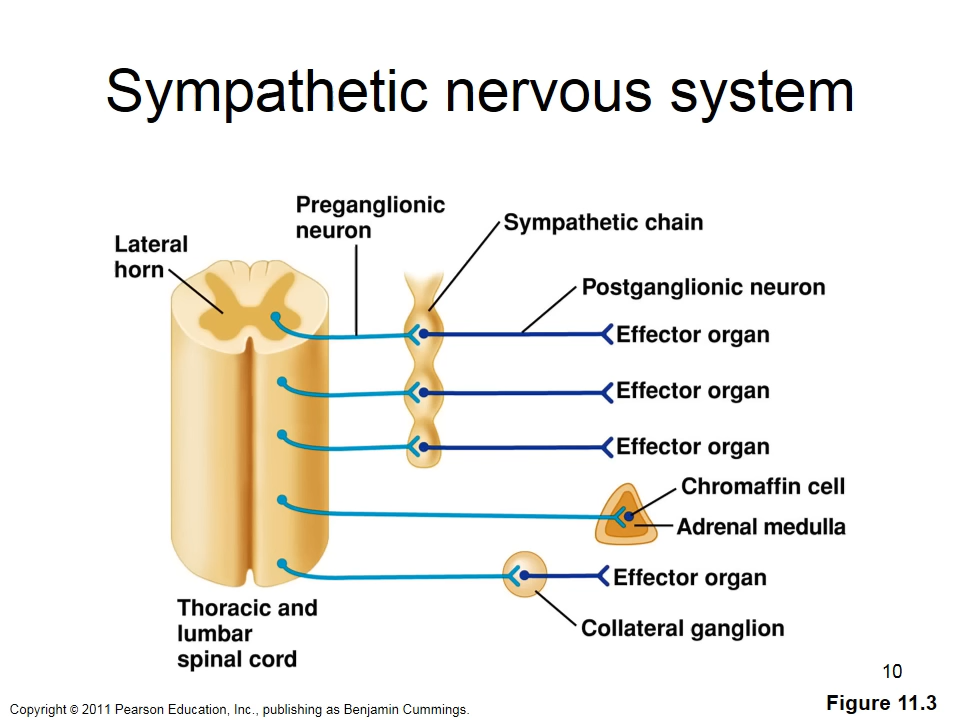 Sympathetic nervous system
Preganglionic
neuron
Sympathetic chain
Lateral
horn
Postganglionic neuron
Effector organ
Effector organ
Effector organ
Chromaffin cell
Adrenal medulla
Effector organ
Thoracic and
lumbar
spinal cord
Collateral ganglion
10
Figure 11.3
Copyright © 2011 Pearson Education, Inc., publishing as Benjamin Cummings.